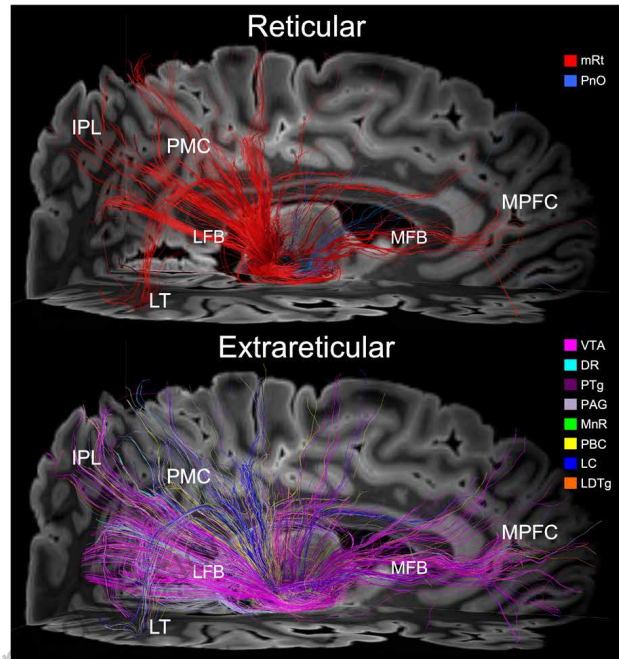 Reticular
mRt
PnO
IPL
PMC
MPFC
LFB
MFB
LT
Extrareticular
VTA
DR
PTg
PAG
MnR
PBC
LC
LDTg
IPL
PMC
MPFC
LFB
MFB
LT